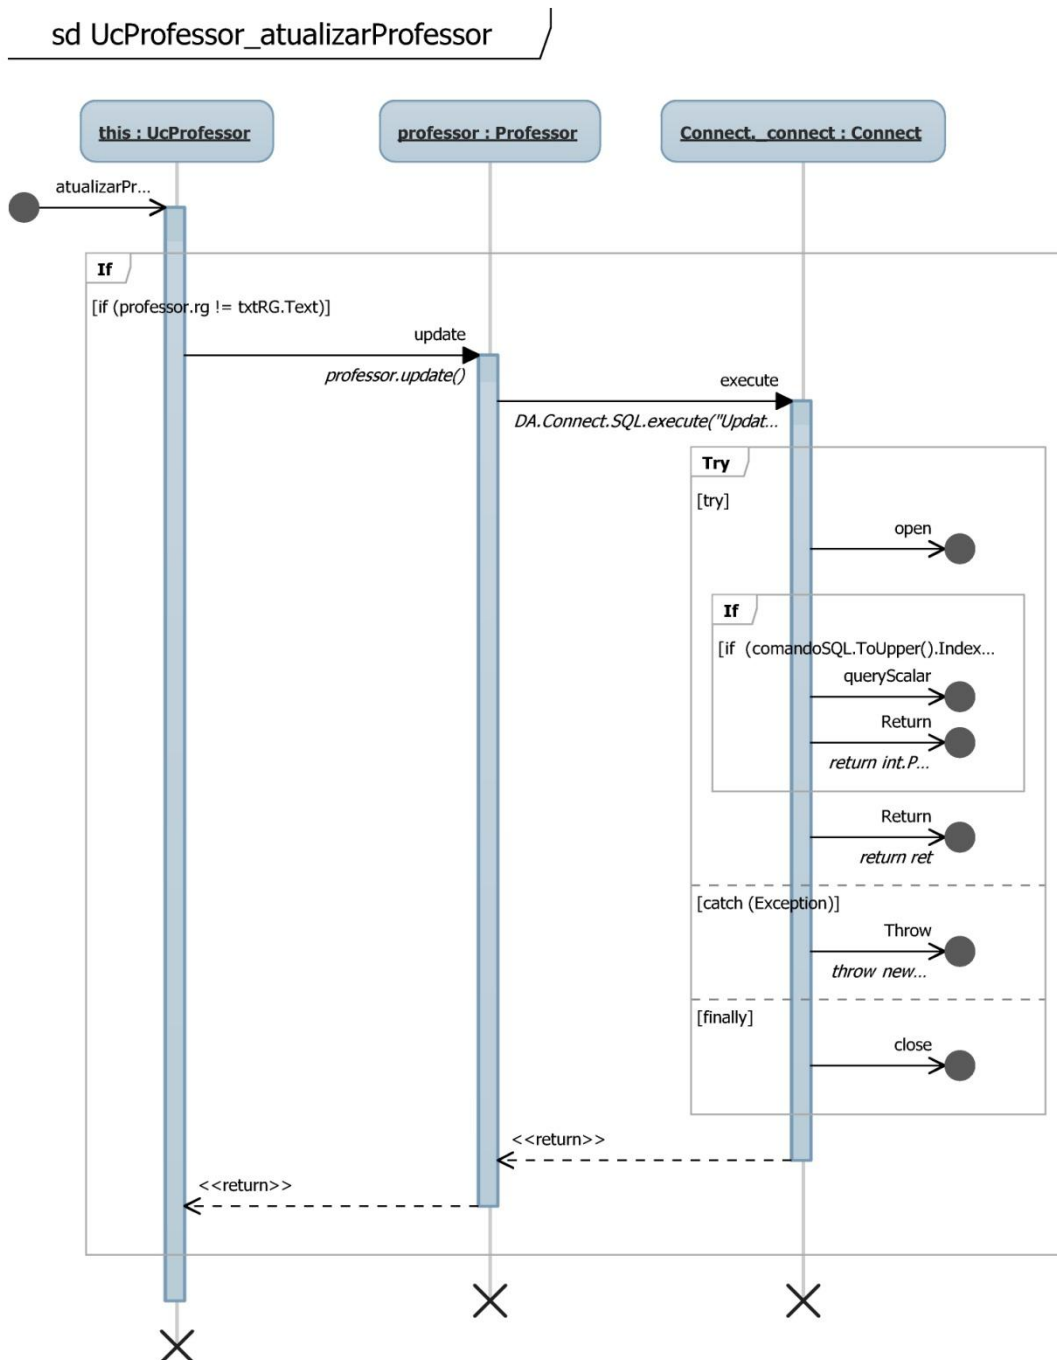 sd UcProfessor_atualizarProfessor
this : UcProfessor
professor : Professor
Connect._connect : Connect
atualizarPr...
If
[if (professor.rg != txtRG.Text)]
update
professor.update()
execute
DA.Connect.SQL.execute("Updat...
Try
[try]
open
If
[if (comandoSQL.ToUpper().Index...
queryScalar
Return
return int.P...
Return
return ret
[catch (Exception)]
Throw
throw new...
[finally]
close
<<return>>
<<return>>